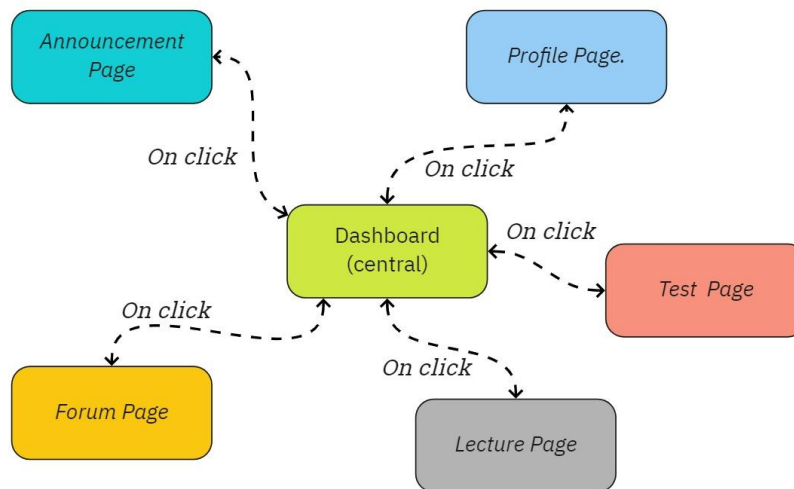 Announcement
Page
Profile Page.
On click
On click
Dashboard
(central)
On click
Test  Page
On click
On click
Forum Page
Lecture Page